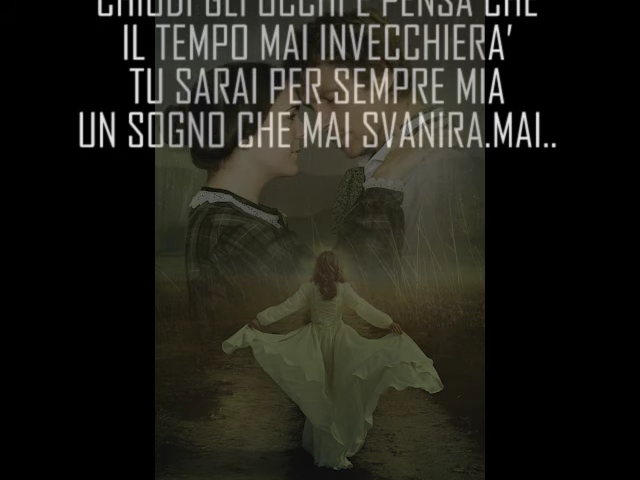 CHIUDI GLI OCCHI E PENSA CHE
IL TEMPO MAI INVECCHIERA'
TU SARAI PER SEMPRE MIA
UN SOGNO CHE MAI SVANIRA.MAI..